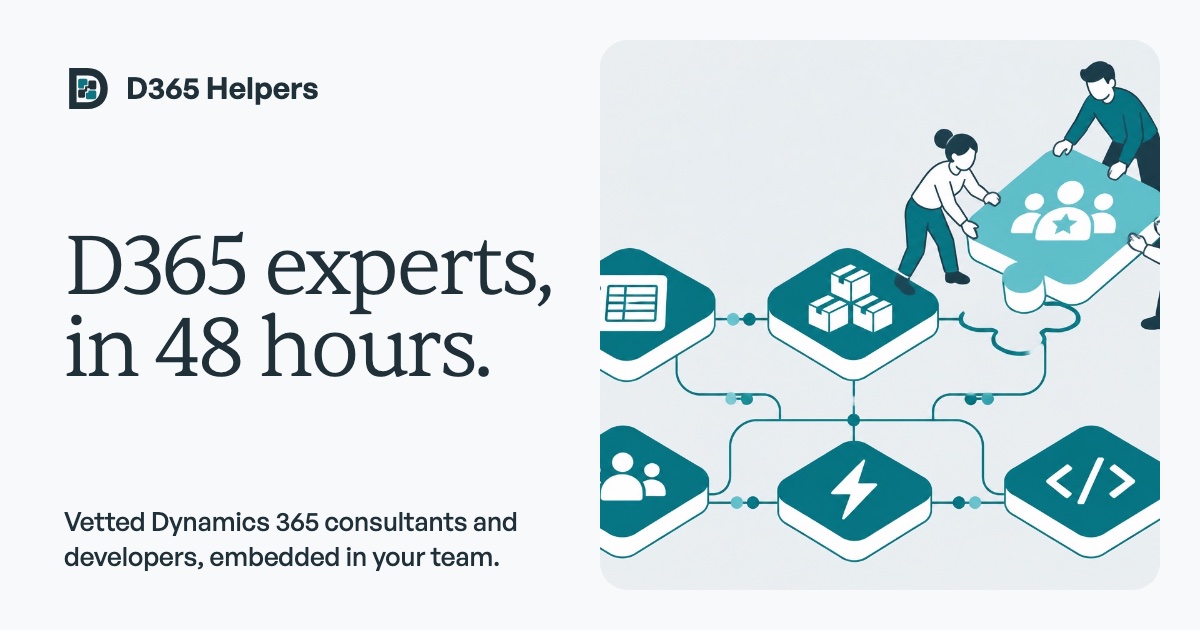 D365 Helpers
D365 experts,
in 48 hours.
Vetted Dynamics 365 consultants and
developers, embedded in your team.